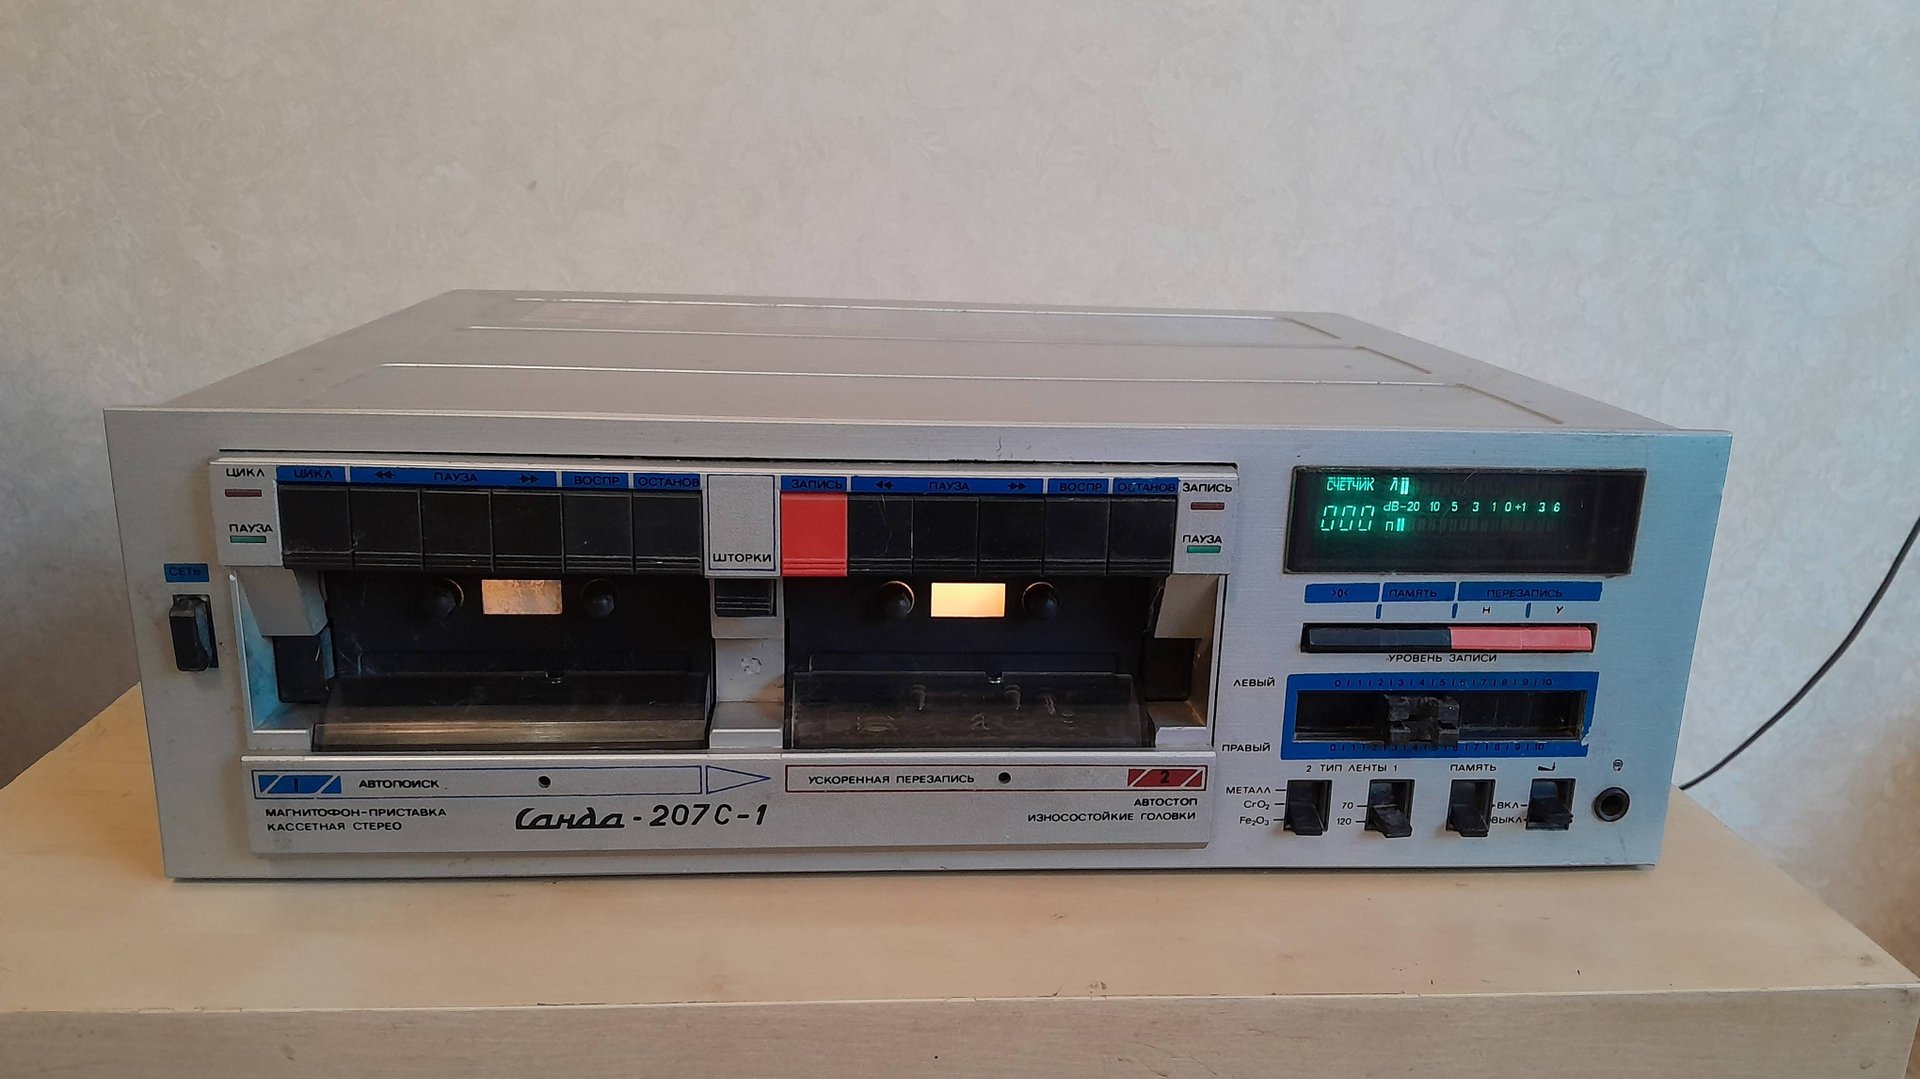 ЦИКЛ
ЦИКЛ ◀◀ ПАУЗА ▶▶ ВОСПР ОСТАНОВ
ПАУЗА
СЕТЬ
ШТОРКИ
ЗАПИСЬ ◀◀ ПАУЗА ▶▶ ВОСПР ОСТАНОВ
ЗАПИСЬ
ПАУЗА
СЧЕТЧИК Л
dB-20 10 5 3 1 0 +1 3 6
000 П
>0< ПАМЯТЬ ПЕРЕЗАПИСЬ
Н У
УРОВЕНЬ ЗАПИСИ
ЛЕВЫЙ 0 1 2 3 4 5 6 7 8 9 10
ПРАВЫЙ 0 1 2 3 4 5 6 7 8 9 10
2 ТИП ЛЕНТЫ 1 ПАМЯТЬ
МЕТАЛЛ
CrO₂ 70 ВКЛ
Fe₂O₃ 120 ВЫКЛ
1 АВТОПОИСК
УСКОРЕННАЯ ПЕРЕЗАПИСЬ 2
МАГНИТОФОН-ПРИСТАВКА
КАССЕТНАЯ СТЕРЕО
Санда-207С-1
АВТОСТОП
ИЗНОСОСТОЙКИЕ ГОЛОВКИ